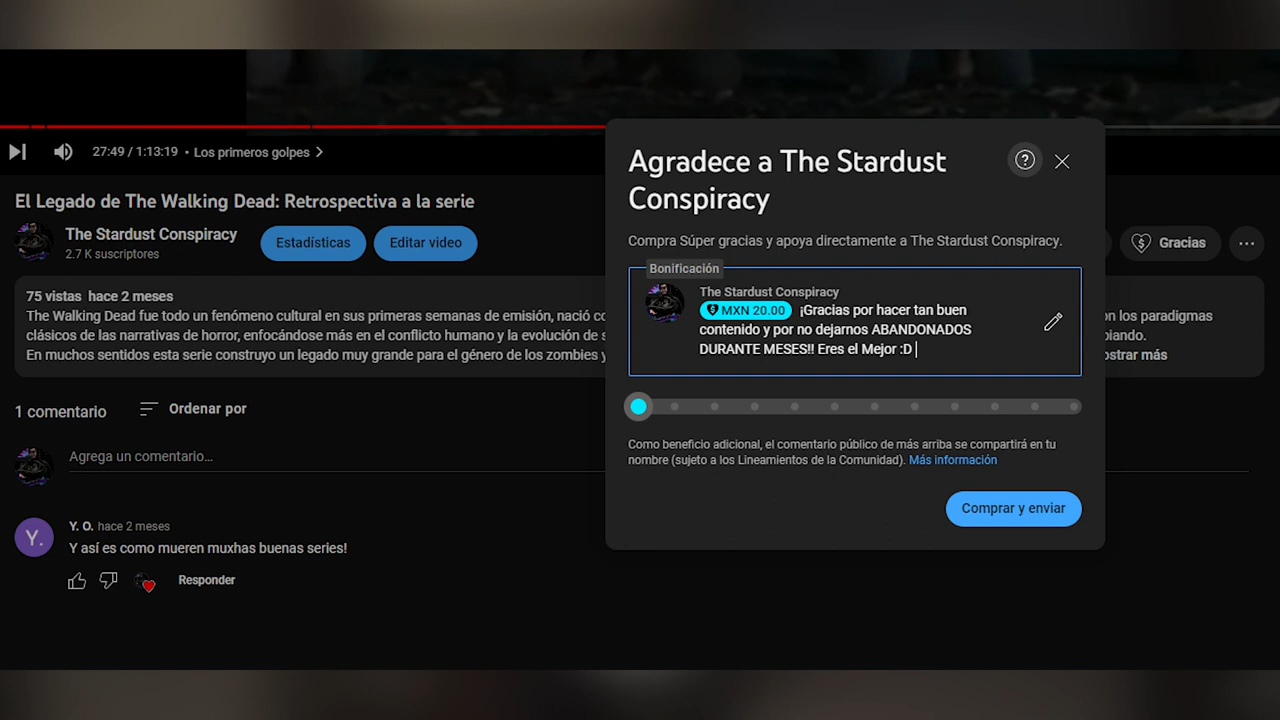 27:49 / 1:13:19 • Los primeros golpes
El Legado de The Walking Dead: Retrospectiva a la serie
The Stardust Conspiracy
2.7 K suscriptores
Estadísticas
Editar video
Gracias
75 vistas hace 2 meses
The Walking Dead fue todo un fenómeno cultural en sus primeras semanas de emisión, nació
on los paradigmas
clásicos de las narrativas de horror, enfocándose más en el conflicto humano y la evolución de
En muchos sentidos esta serie construyo un legado muy grande para el género de los zombies y
ostrar más
1 comentario
Ordenar por
Agrega un comentario...
Y.
Y. O. hace 2 meses
Y así es como mueren muxhas buenas series!
Responder
Agradece a The Stardust
Conspiracy
?
Compra Súper gracias y apoya directamente a The Stardust Conspiracy.
Bonificación
The Stardust Conspiracy
MXN 20.00 ¡Gracias por hacer tan buen
contenido y por no dejarnos ABANDONADOS
DURANTE MESES!! Eres el Mejor :D
Como beneficio adicional, el comentario público de más arriba se compartirá en tu
nombre (sujeto a los Lineamientos de la Comunidad). Más información
Comprar y enviar